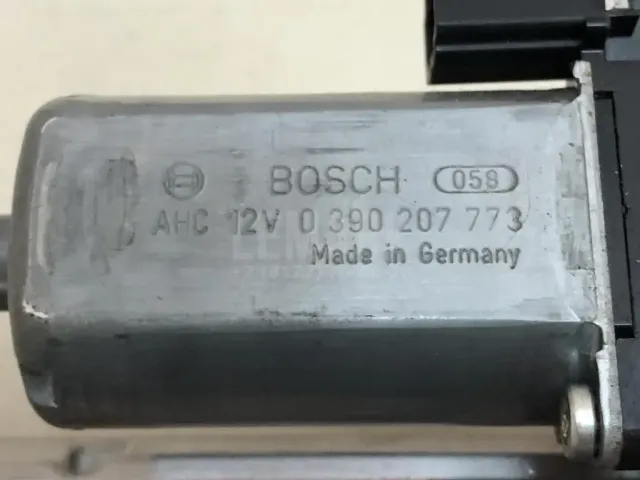 BOSCH 058
AHC 12V 0 390 207 773
Made in Germany